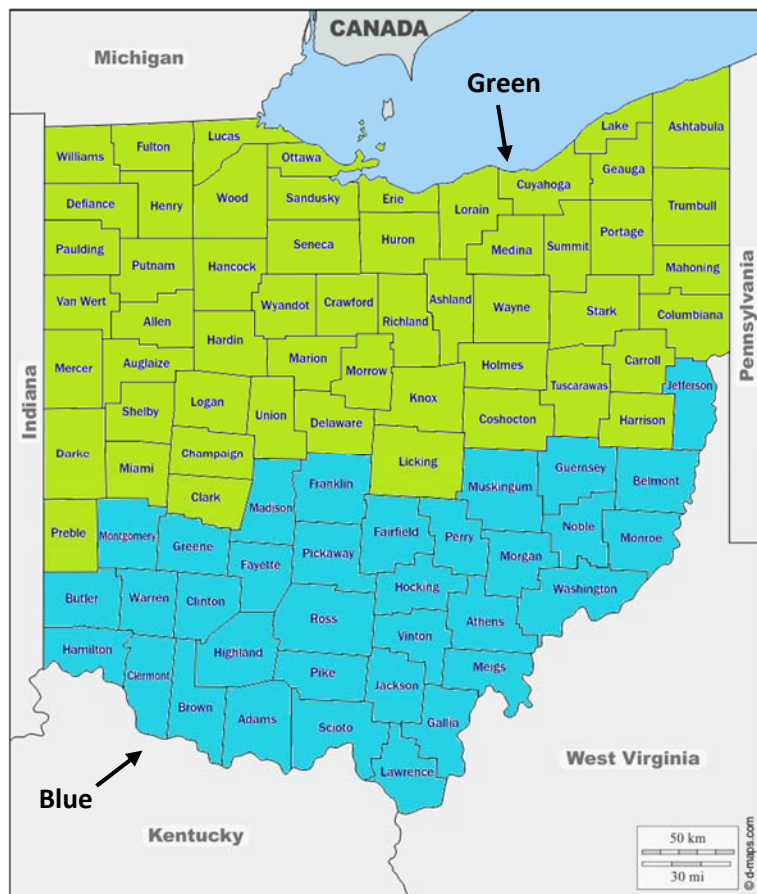 CANADA
Michigan
Green
Lake
Ashtabula
Lucas
Fulton
Williams
Ottawa
Geauga
Cuyahoga
Defiance
Henry
Wood
Sandusky
Erie
Lorain
Trumbull
Huron
Medina
Summit
Portage
Seneca
Paulding
Putnam
Hancock
Mahoning
Van Wert
Allen
Wyandot
Crawford
Richland
Ashland
Wayne
Stark
Columbiana
Pennsylvania
Hardin
Mercer
Auglaize
Marion
Morrow
Holmes
Carroll
Tuscarawas
Jefferson
Indiana
Shelby
Logan
Union
Delaware
Knox
Coshocton
Harrison
Darke
Miami
Champaign
Licking
Clark
Franklin
Muskingum
Guernsey
Belmont
Madison
Preble
Montgomery
Greene
Fairfield
Perry
Noble
Monroe
Pickaway
Morgan
Fayette
Hocking
Washington
Butler
Warren
Clinton
Ross
Athens
Vinton
Hamilton
Highland
Clermont
Pike
Jackson
Meigs
Brown
Adams
Scioto
Gallia
Lawrence
West Virginia
Blue
Kentucky
50 km
30 mi
© d-maps.com